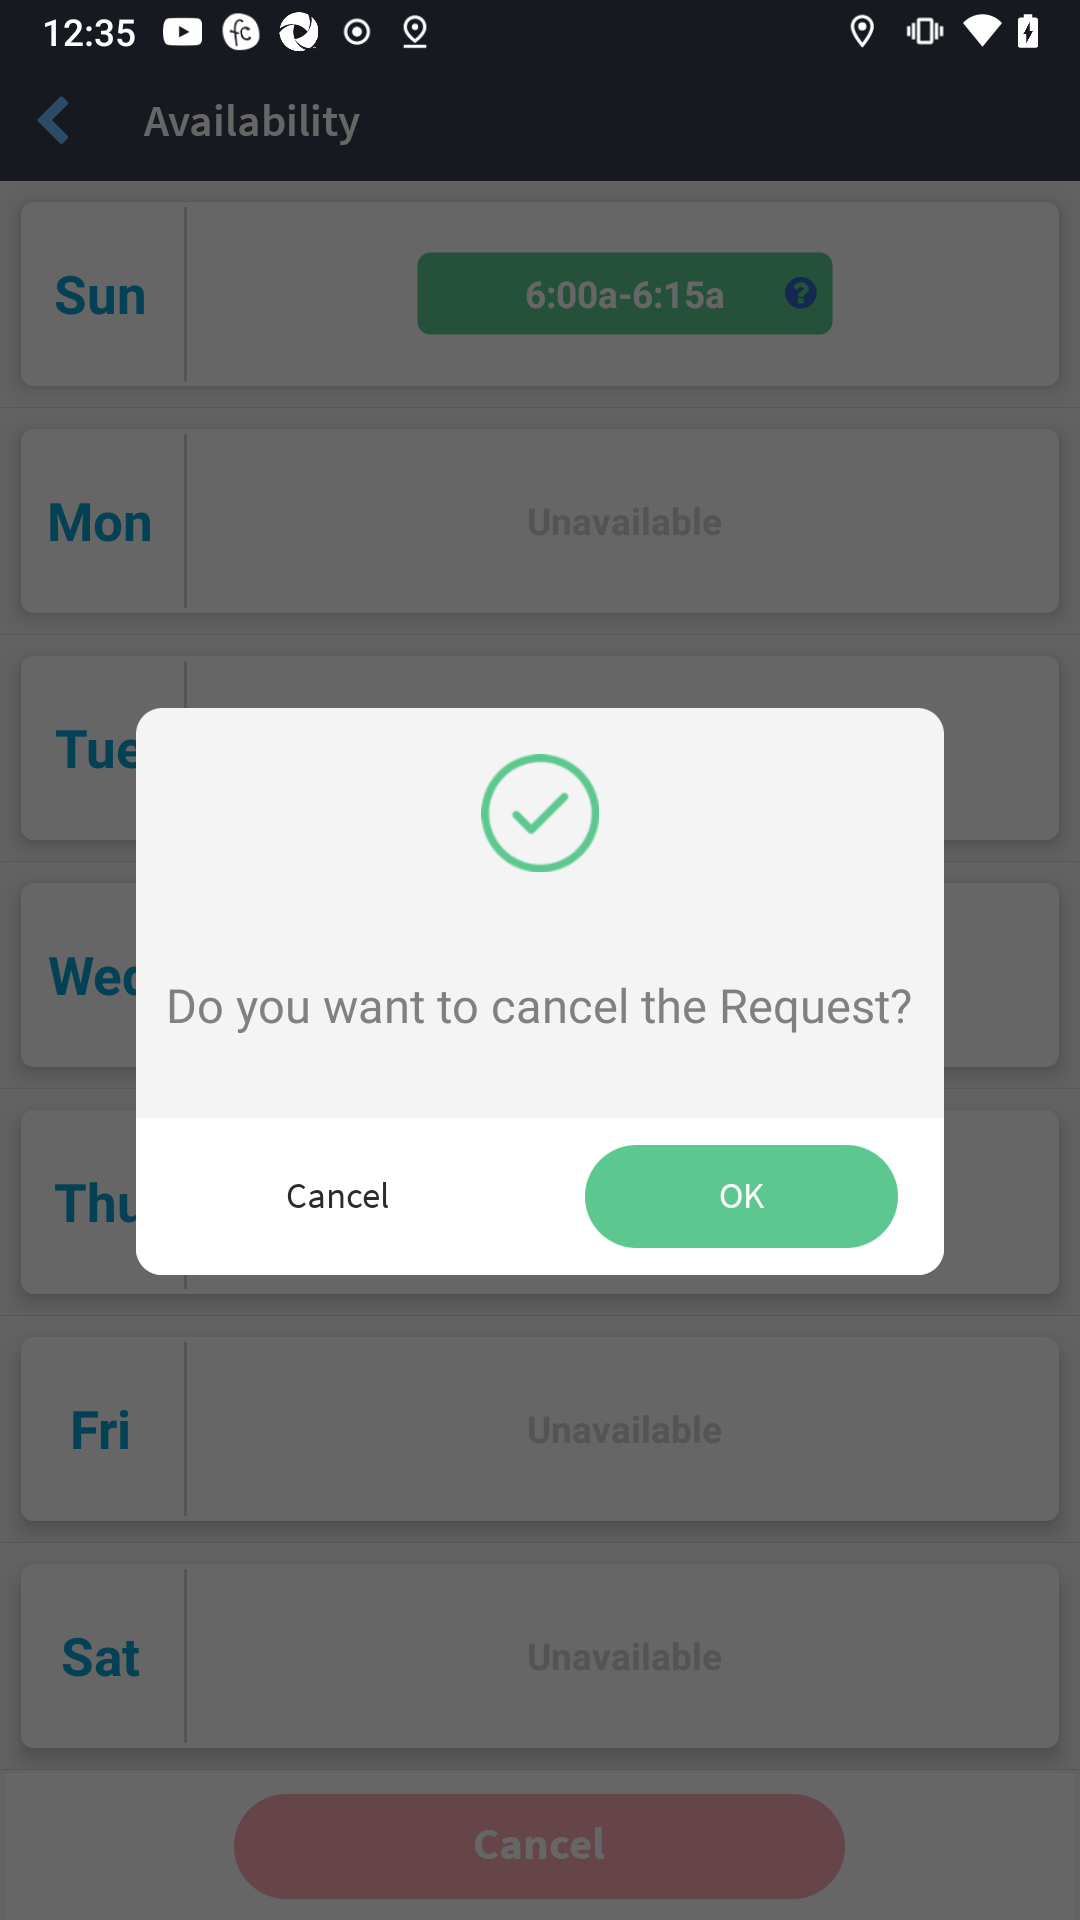 12:35
Availability
Sun
6:00a-6:15a
?
Mon
Unavailable
Tue
Wed
Do you want to cancel the Request?
Thu
Cancel
OK
Fri
Unavailable
Sat
Unavailable
Cancel